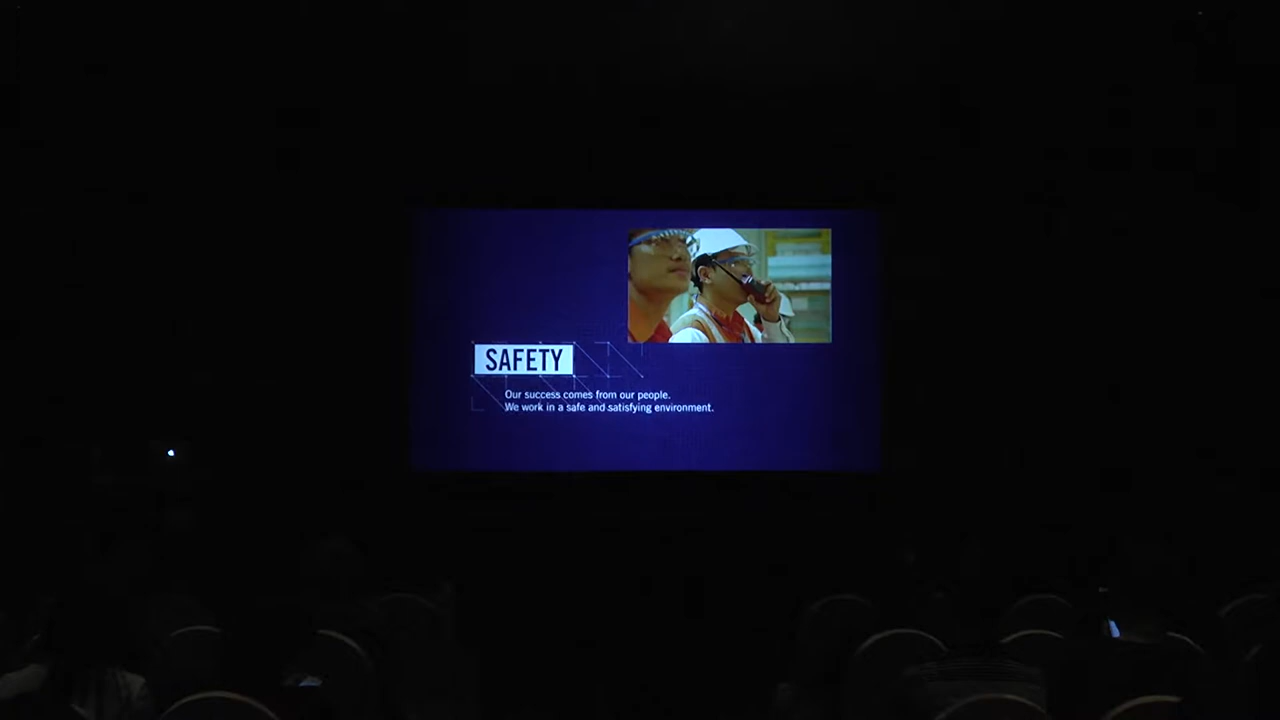 SAFETY
Our success comes from our people.
We work in a safe and satisfying environment.